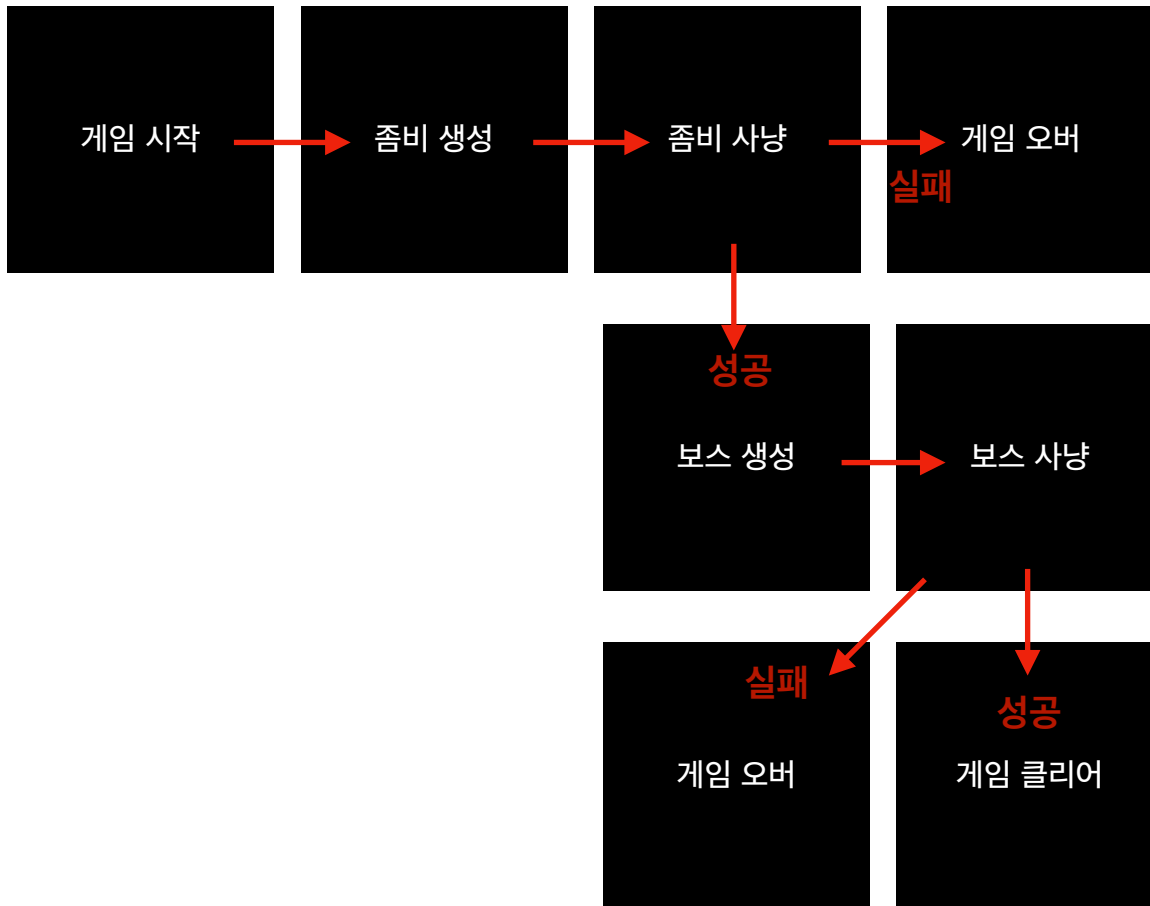 게임 시작
좀비 생성
좀비 사냥
게임 오버
실패
성공
보스 생성
보스 사냥
실패
성공
게임 오버
게임 클리어